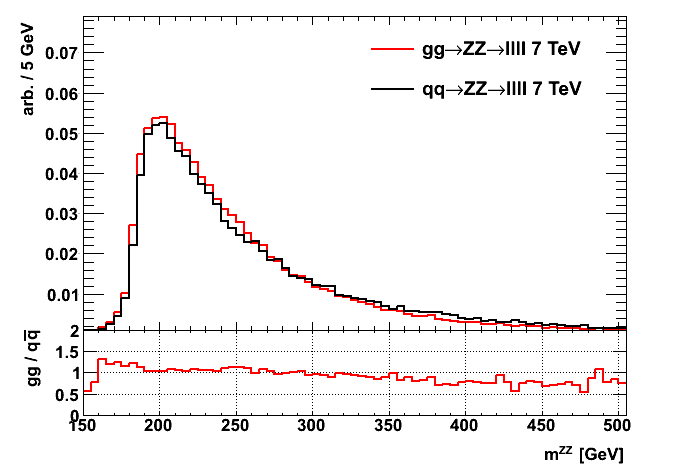 arb. / 5 GeV
0.07
0.06
0.05
0.04
0.03
0.02
0.01
gg→ZZ→llll 7 TeV
qq→ZZ→llll 7 TeV
gg / qq̅
2
1.5
1
0.5
0
150 200 250 300 350 400 450 500
m^ZZ [GeV]